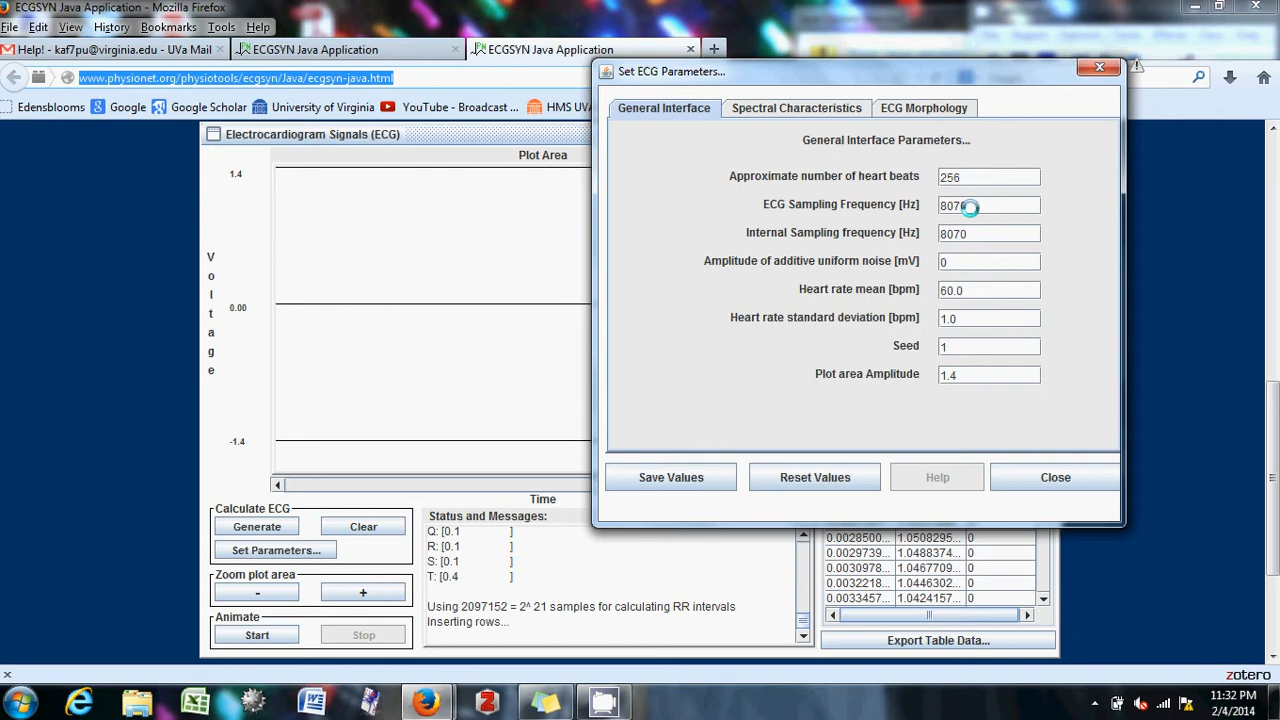 ECGSYN Java Application - Mozilla Firefox
File Edit View History Bookmarks Tools Help
Help! - kaf7pu@virginia.edu - UVa Mail
ECGSYN Java Application
ECGSYN Java Application
www.physionet.org/physiotools/ecgsyn/Java/ecgsyn-java.html
Edensblooms Google Google Scholar University of Virginia YouTube - Broadcast ... HMS UVA
Electrocardiogram Signals (ECG)
Plot Area
1.4
Voltage
0.00
-1.4
Time
Set ECG Parameters...
General Interface Spectral Characteristics ECG Morphology
General Interface Parameters...
Approximate number of heart beats 256
ECG Sampling Frequency [Hz] 8070
Internal Sampling frequency [Hz] 8070
Amplitude of additive uniform noise [mV] 0
Heart rate mean [bpm] 60.0
Heart rate standard deviation [bpm] 1.0
Seed 1
Plot area Amplitude 1.4
Save Values Reset Values Help Close
Calculate ECG
Generate Clear
Set Parameters...
Zoom plot area
- +
Animate
Start Stop
Status and Messages:
Q: [0.1 ]
R: [0.1 ]
S: [0.1 ]
T: [0.4 ]
Using 2097152 = 2^ 21 samples for calculating RR intervals
Inserting rows...
0.0028500... 1.0508295... 0
0.0029739... 1.0488374... 0
0.0030978... 1.0467709... 0
0.0032218... 1.0446302... 0
0.0033457... 1.0424157... 0
Export Table Data...
zotero
11:32 PM
2/4/2014